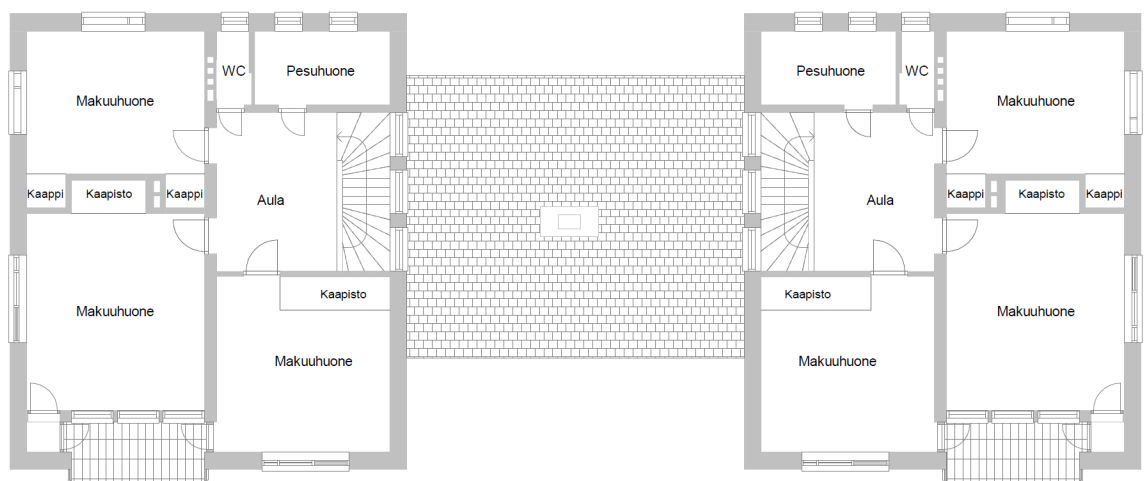 WC
Pesuhuone
Makuuhuone
Kaappi
Kaapisto
Kaappi
Aula
Makuuhuone
Kaapisto
Makuuhuone
Pesuhuone
WC
Makuuhuone
Aula
Kaappi
Kaapisto
Kaappi
Kaapisto
Makuuhuone
Makuuhuone